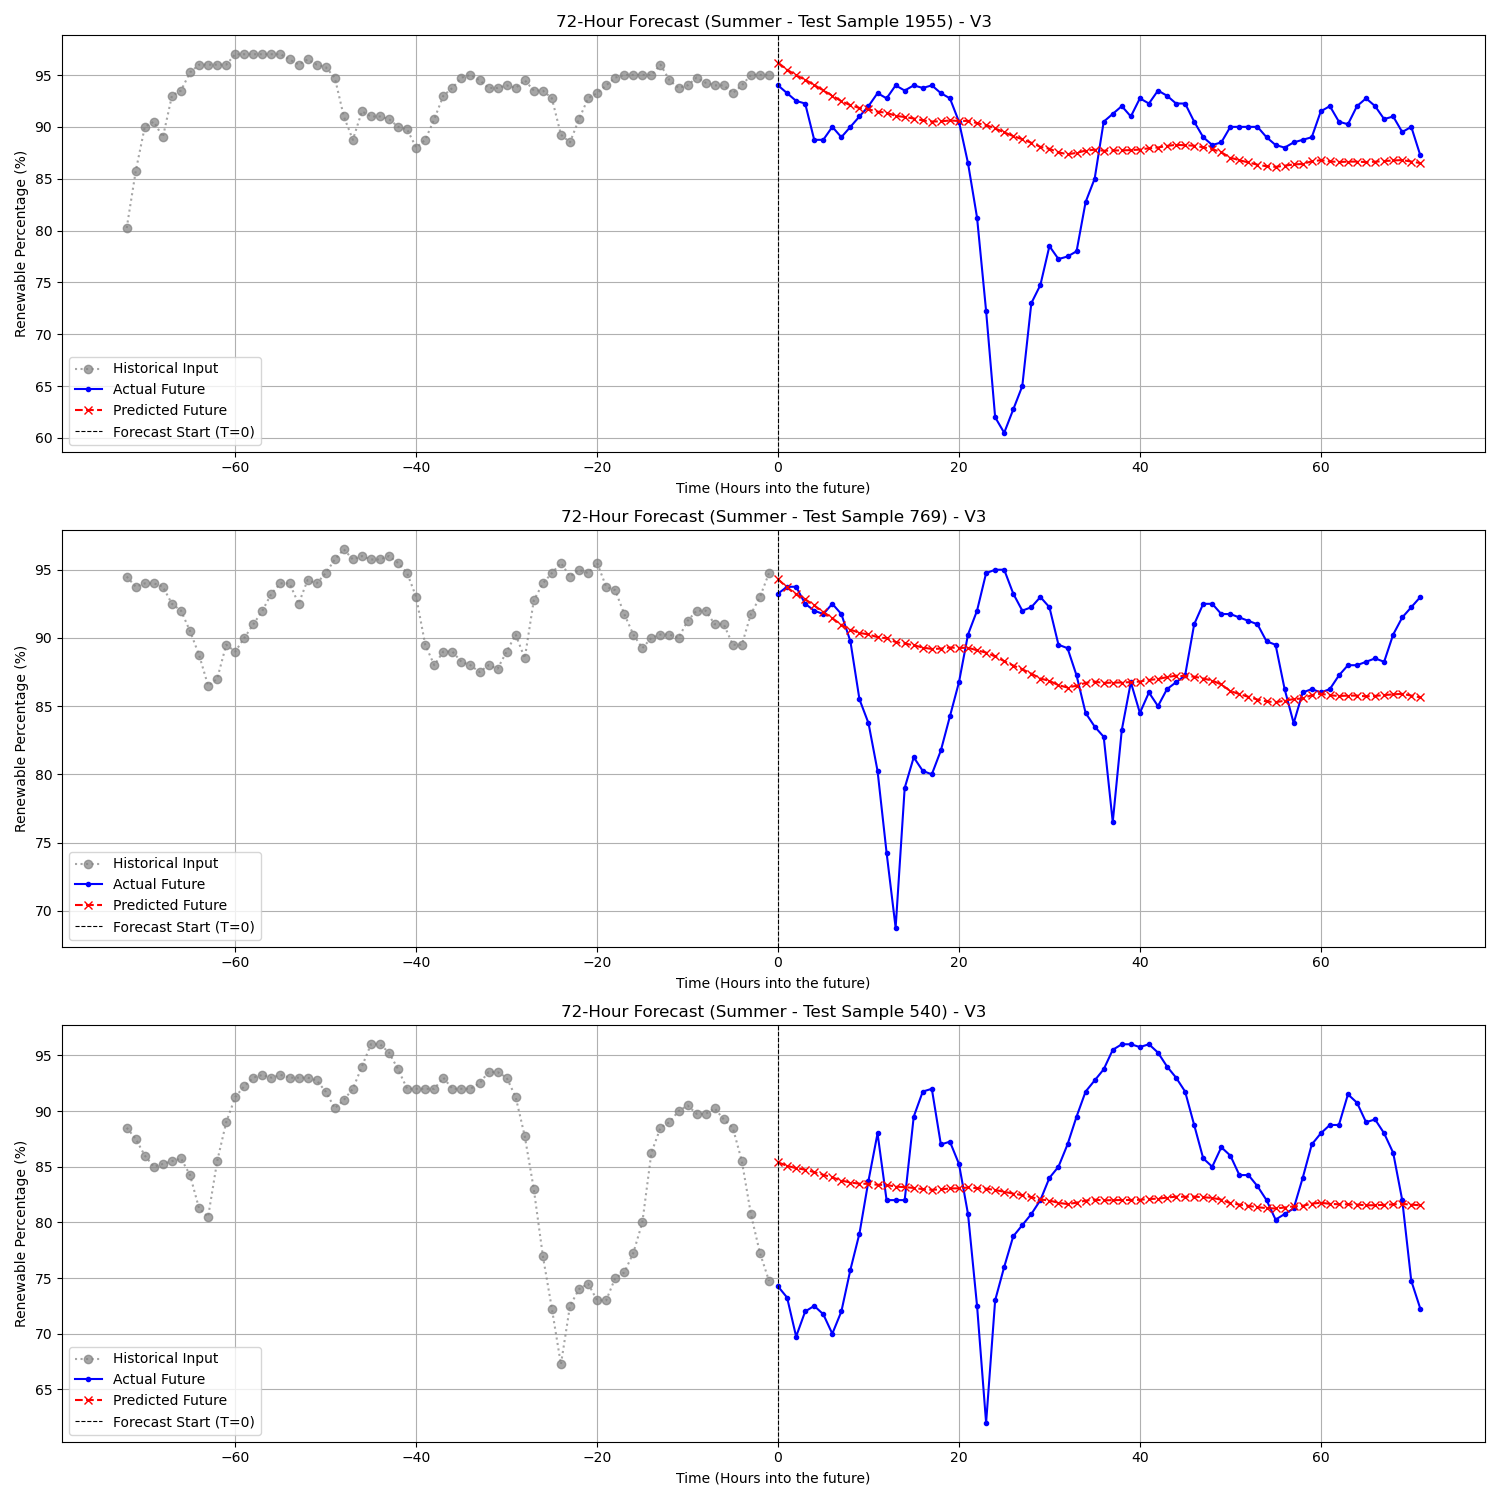 72-Hour Forecast (Summer - Test Sample 1955) - V3
Renewable Percentage (%)
95
90
85
80
75
70
65
60
Historical Input
Actual Future
Predicted Future
Forecast Start (T=0)
−60 −40 −20 0 20 40 60
Time (Hours into the future)
72-Hour Forecast (Summer - Test Sample 769) - V3
Renewable Percentage (%)
95
90
85
80
75
70
Historical Input
Actual Future
Predicted Future
Forecast Start (T=0)
−60 −40 −20 0 20 40 60
Time (Hours into the future)
72-Hour Forecast (Summer - Test Sample 540) - V3
Renewable Percentage (%)
95
90
85
80
75
70
65
Historical Input
Actual Future
Predicted Future
Forecast Start (T=0)
−60 −40 −20 0 20 40 60
Time (Hours into the future)